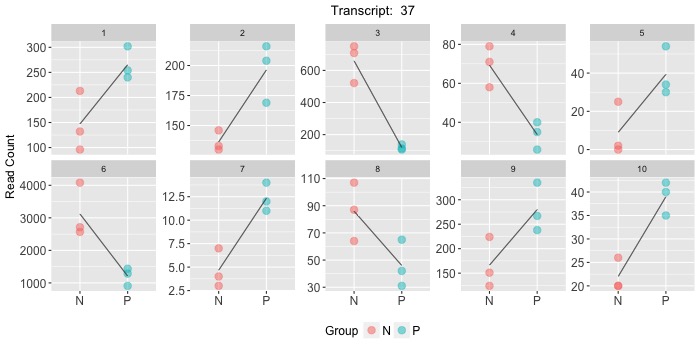 Transcript: 37
1 2 3 4 5
300 250 200 150 100
200 175 150
600 400 200
80 60 40
40 20 0
Read Count
6 7 8 9 10
4000 3000 2000 1000
12.5 10.0 7.5 5.0 2.5
110 90 70 50 30
300 250 200 150
40 35 30 25 20
N P N P N P N P N P
Group N P